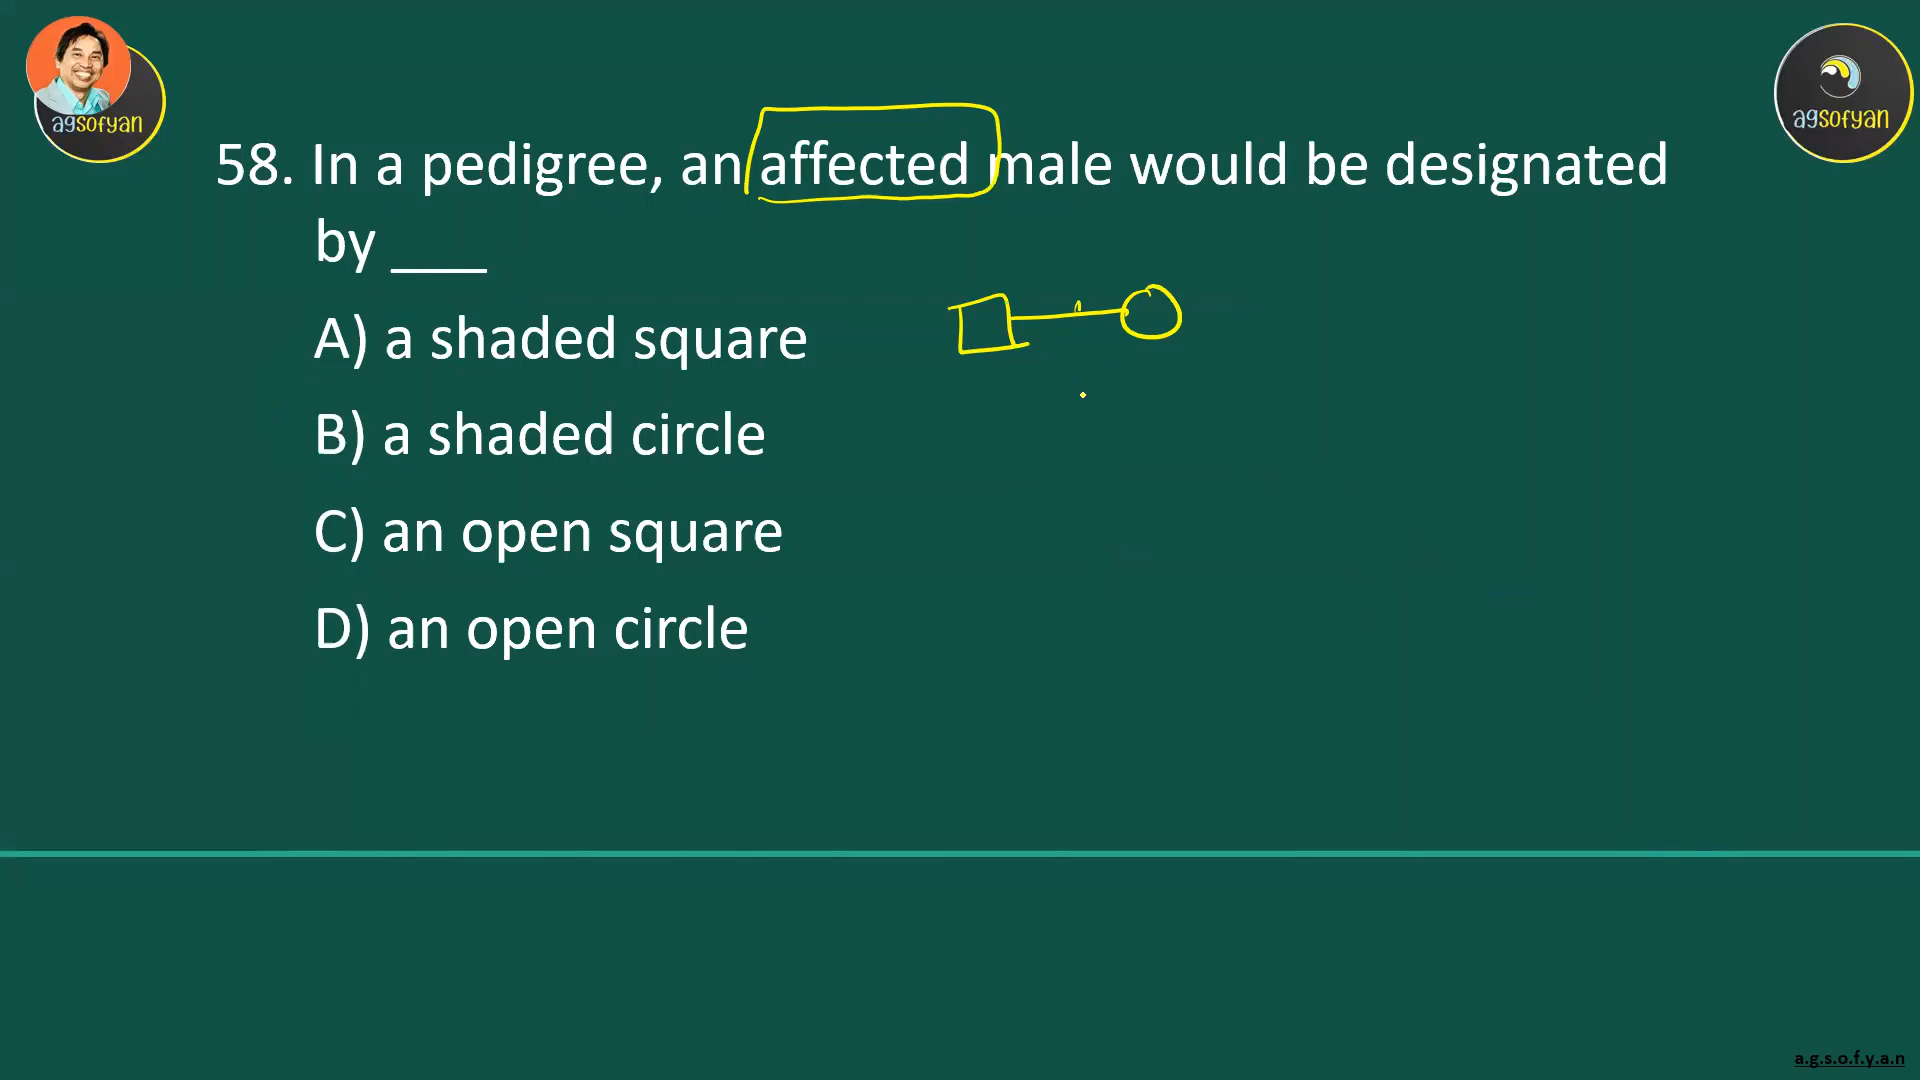 agsofyan
agsofyan
58. In a pedigree, an affected male would be designated
by ____
A) a shaded square
B) a shaded circle
C) an open square
D) an open circle
a.g.s.o.f.y.a.n